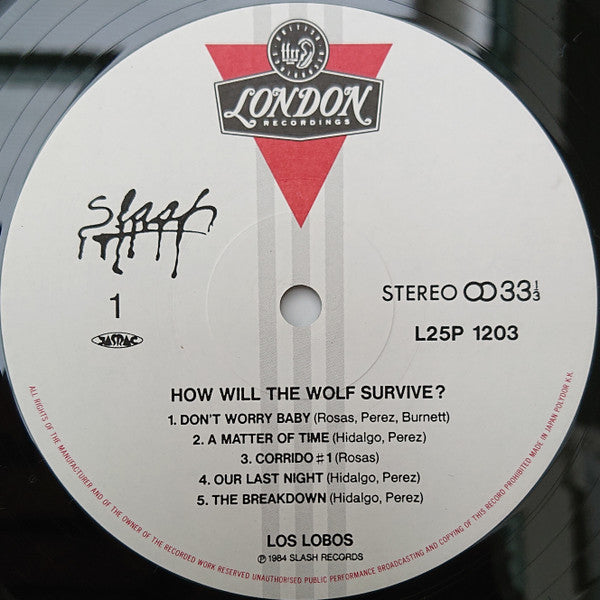 ffrr
LONDON
RECORDINGS
Slash
1
JASRAC
STEREO 33⅓
L25P 1203
HOW WILL THE WOLF SURVIVE?
1. DON'T WORRY BABY (Rosas, Perez, Burnett)
2. A MATTER OF TIME (Hidalgo, Perez)
3. CORRIDO ♯1 (Rosas)
4. OUR LAST NIGHT (Hidalgo, Perez)
5. THE BREAKDOWN (Hidalgo, Perez)
LOS LOBOS
℗ 1984 SLASH RECORDS
ALL RIGHTS OF THE MANUFACTURER AND OF THE OWNER OF THE RECORDED WORK RESERVED UNAUTHORISED PUBLIC PERFORMANCE BROADCASTING AND COPYING OF THIS RECORD PROHIBITED MADE IN JAPAN POLYDOR K.K.